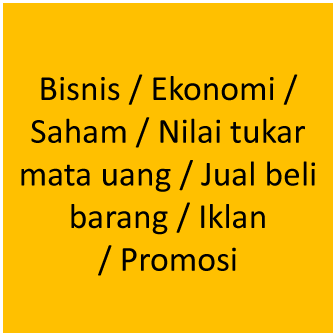 Bisnis / Ekonomi /
Saham / Nilai tukar
mata uang / Jual beli
barang / Iklan
/ Promosi